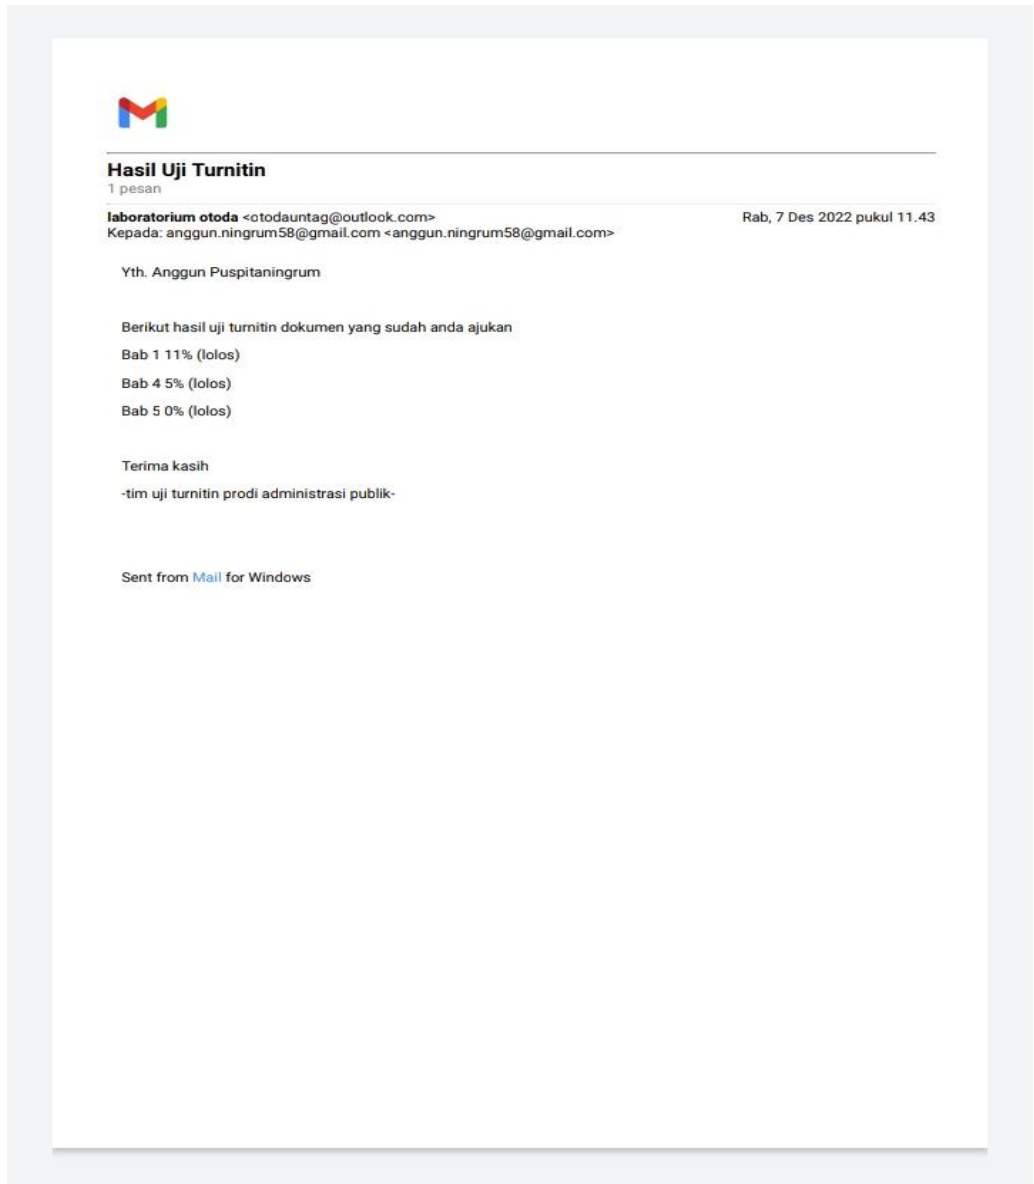 Hasil Uji Turnitin
1 pesan
laboratorium otoda <otodauntag@outlook.com> Rab, 7 Des 2022 pukul 11.43
Kepada: anggun.ningrum58@gmail.com <anggun.ningrum58@gmail.com>
Yth. Anggun Puspitaningrum
Berikut hasil uji turnitin dokumen yang sudah anda ajukan
Bab 1 11% (lolos)
Bab 4 5% (lolos)
Bab 5 0% (lolos)
Terima kasih
-tim uji turnitin prodi administrasi publik-
Sent from Mail for Windows